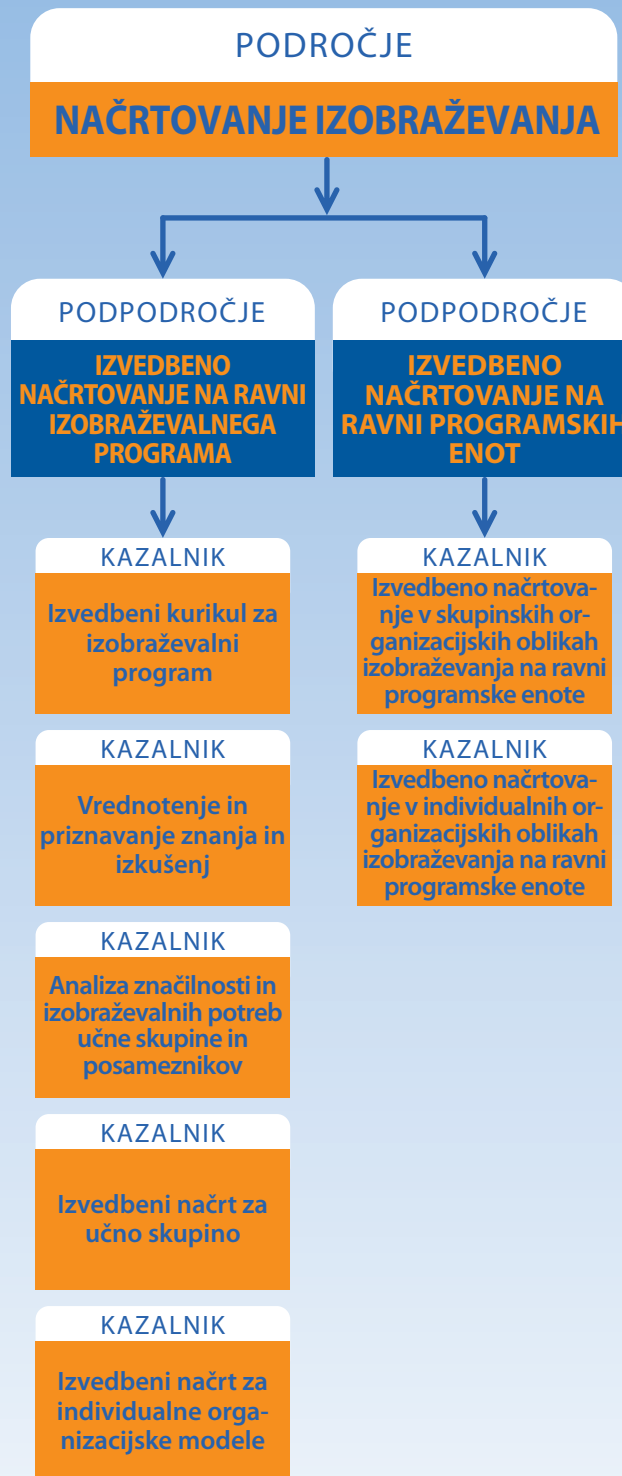 PODROČJE
NAČRTOVANJE IZOBRAŽEVANJA
PODPODROČJE
IZVEDBENO
NAČRTOVANJE NA RAVNI
IZOBRAŽEVALNEGA
PROGRAMA
KAZALNIK
Izvedbeni kurikul za
izobraževalni
program
KAZALNIK
Vrednotenje in
priznavanje znanja in
izkušenj
KAZALNIK
Analiza značilnosti in
izobraževalnih potreb
učne skupine in
posameznikov
KAZALNIK
Izvedbeni načrt za
učno skupino
KAZALNIK
Izvedbeni načrt za
individualne orga-
nizacijske modele
PODPODROČJE
IZVEDBENO
NAČRTOVANJE NA
RAVNI PROGRAMSKIH
ENOT
KAZALNIK
Izvedbeno načrtova-
nje v skupinskih or-
ganizacijskih oblikah
izobraževanja na ravni
programske enote
KAZALNIK
Izvedbeno načrtova-
nje v individualnih or-
ganizacijskih oblikah
izobraževanja na ravni
programske enote